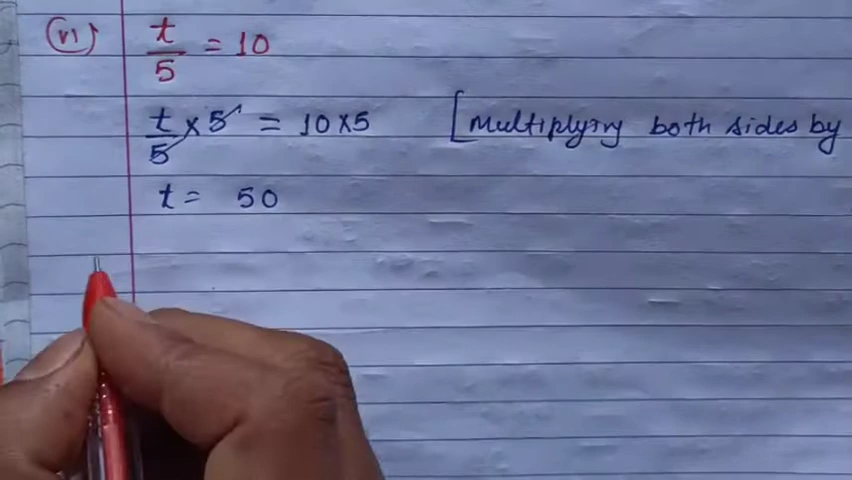 (vi) t/5 = 10
t/5 × 5 = 10×5 [Multiplying both sides by
t = 50